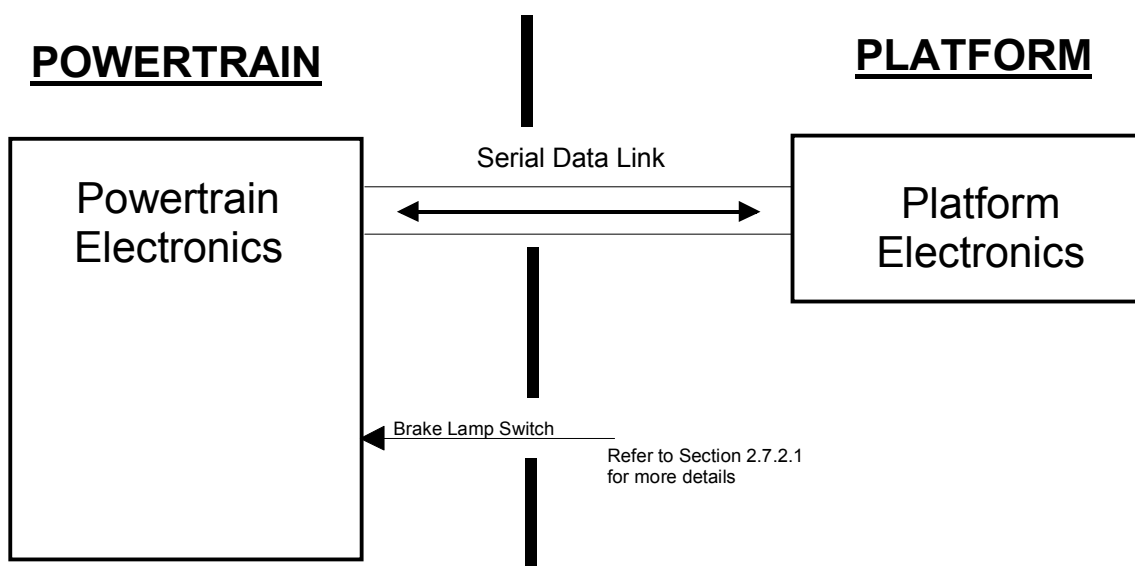 POWERTRAIN
PLATFORM
Serial Data Link
Powertrain
Electronics
Platform
Electronics
Brake Lamp Switch
Refer to Section 2.7.2.1
for more details